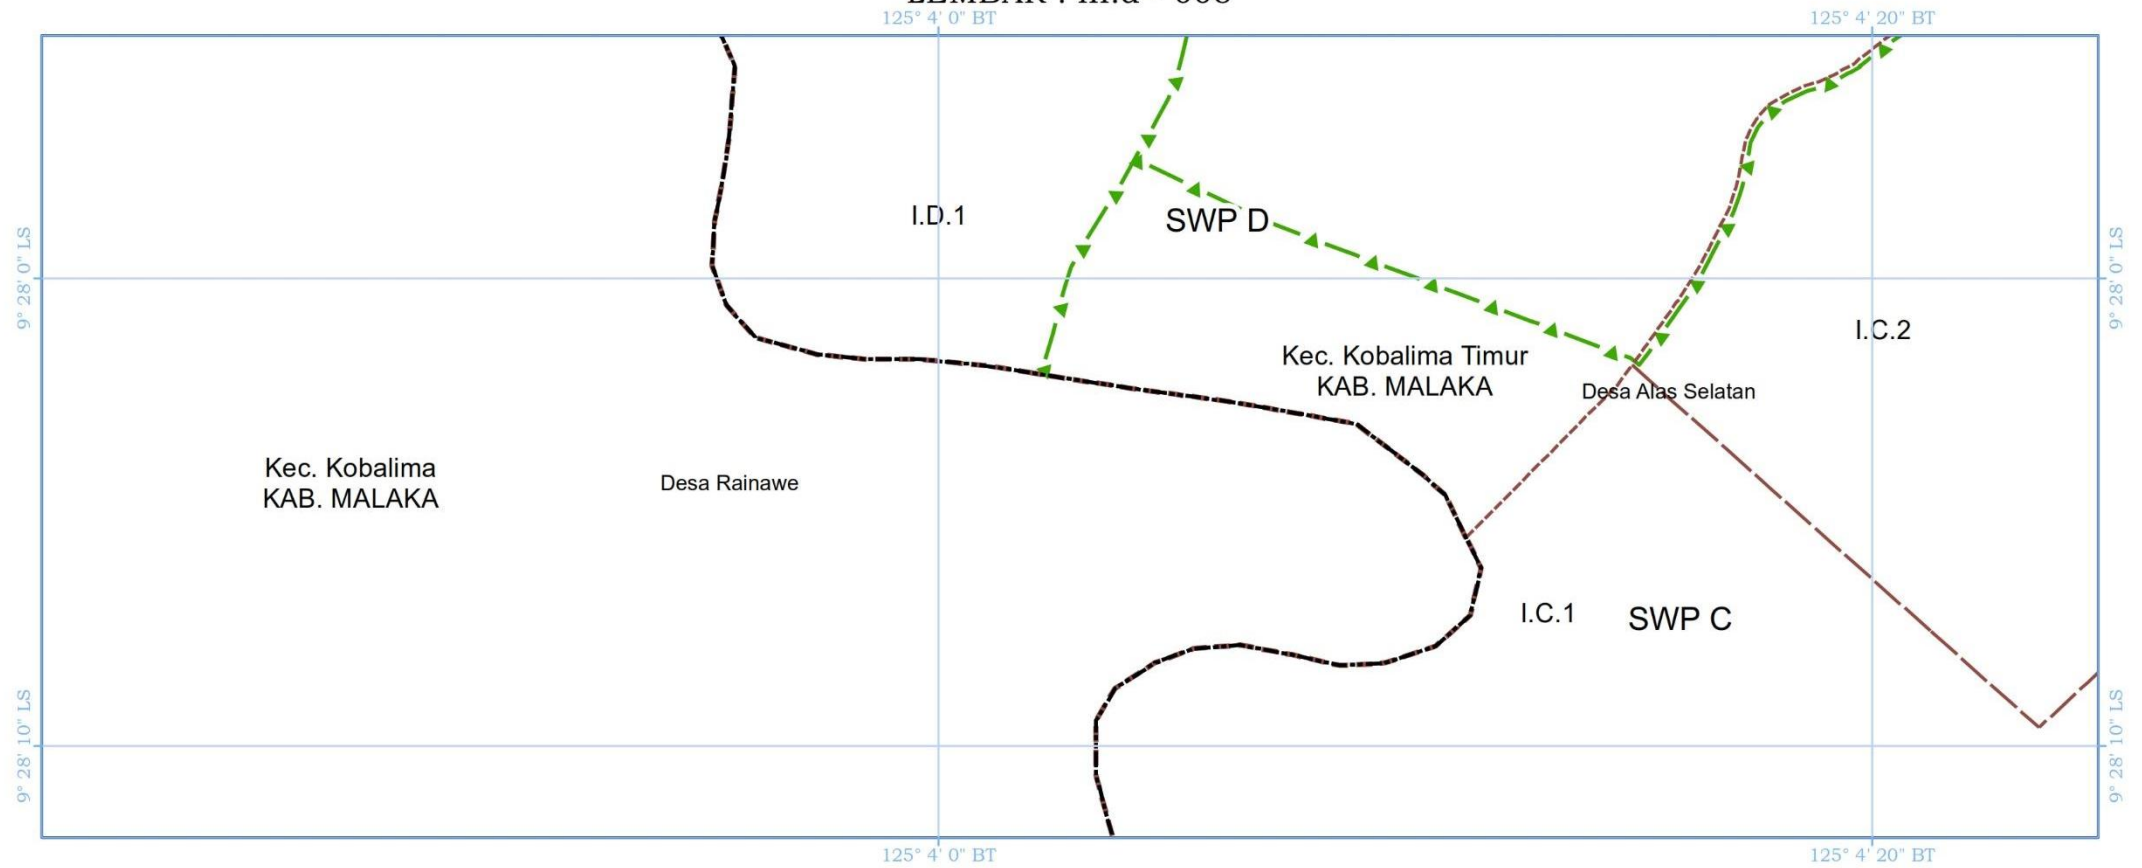 125° 4' 0" BT
125° 4' 20" BT
I.D.1
SWP D
9° 28' 0" LS
9° 28' 0" LS
I.C.2
Kec. Kobalima Timur
KAB. MALAKA
Desa Alas Selatan
Kec. Kobalima
KAB. MALAKA
Desa Rainawe
I.C.1
SWP C
9° 28' 10" LS
9° 28' 10" LS
125° 4' 0" BT
125° 4' 20" BT